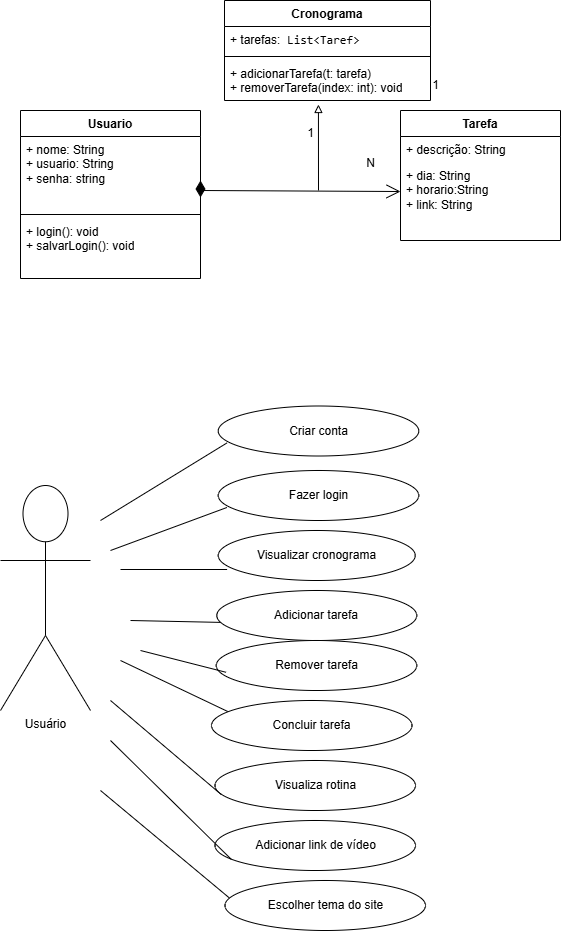 Cronograma
+ tarefas: List<Taref>
+ adicionarTarefa(t: tarefa)
+ removerTarefa(index: int): void
1
Usuario
+ nome: String
+ usuario: String
+ senha: string
+ login(): void
+ salvarLogin(): void
1
N
Tarefa
+ descrição: String
+ dia: String
+ horario:String
+ link: String
Criar conta
Fazer login
Visualizar cronograma
Adicionar tarefa
Remover tarefa
Concluir tarefa
Visualiza rotina
Adicionar link de vídeo
Escolher tema do site
Usuário